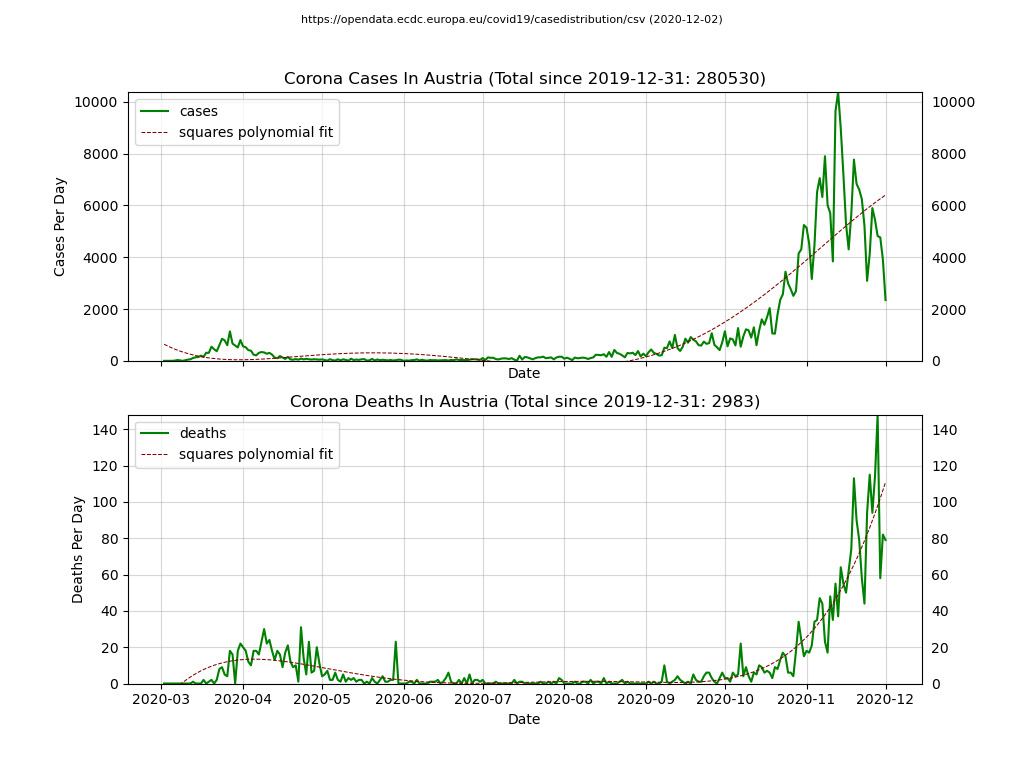 https://opendata.ecdc.europa.eu/covid19/casedistribution/csv (2020-12-02)
Corona Cases In Austria (Total since 2019-12-31: 280530)
cases
squares polynomial fit
10000
8000
6000
4000
2000
0
Cases Per Day
10000
8000
6000
4000
2000
0
Date
Corona Deaths In Austria (Total since 2019-12-31: 2983)
deaths
squares polynomial fit
140
120
100
80
60
40
20
0
Deaths Per Day
140
120
100
80
60
40
20
0
2020-03 2020-04 2020-05 2020-06 2020-07 2020-08 2020-09 2020-10 2020-11 2020-12
Date